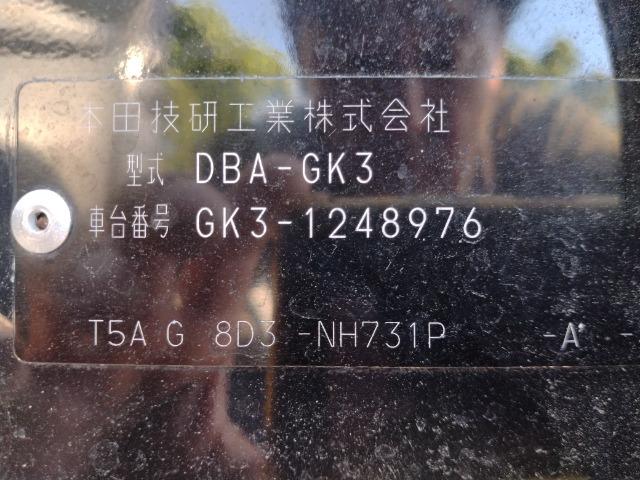 本田技研工業株式会社
型式 DBA-GK3
車台番号 GK3-1248976
T5A G 8D3 -NH731P -A -